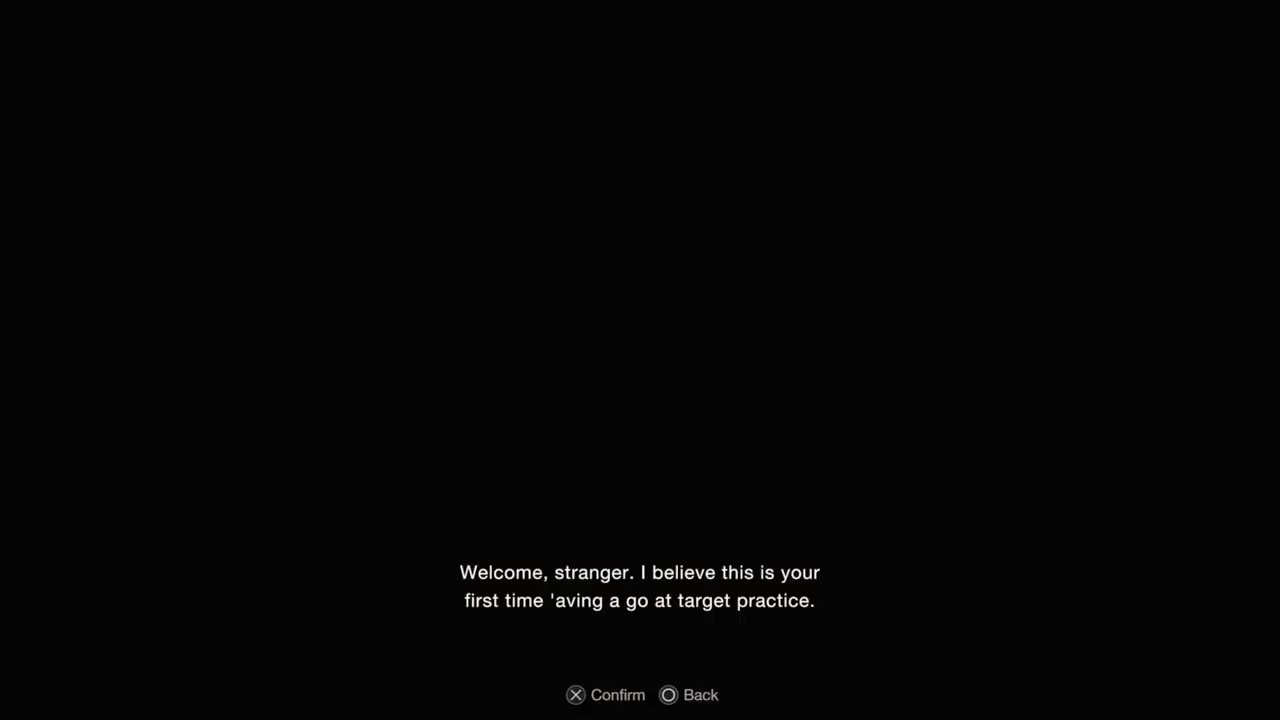 Welcome, stranger. I believe this is your
first time 'aving a go at target practice.
Confirm Back